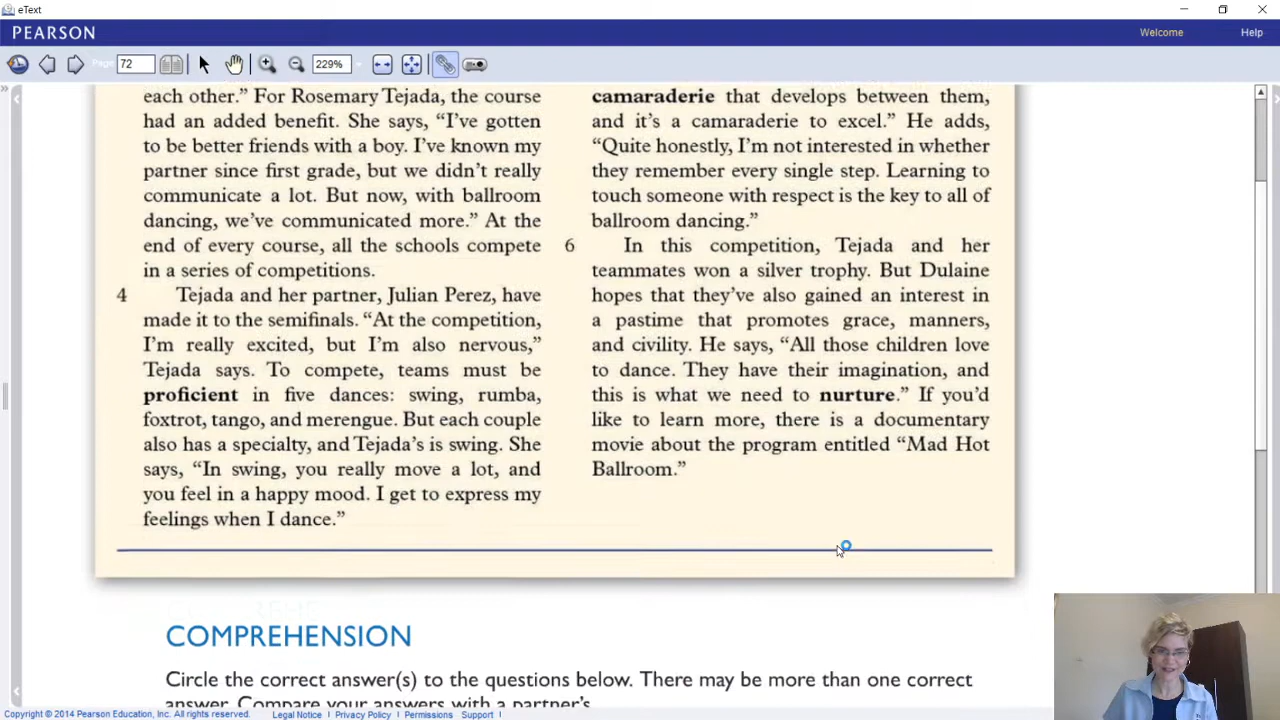 eText
PEARSON
Welcome
Help
Page
72
229%
each other.” For Rosemary Tejada, the course
had an added benefit. She says, “I’ve gotten
to be better friends with a boy. I’ve known my
partner since first grade, but we didn’t really
communicate a lot. But now, with ballroom
dancing, we’ve communicated more.” At the
end of every course, all the schools compete
in a series of competitions.
4 Tejada and her partner, Julian Perez, have
made it to the semifinals. “At the competition,
I’m really excited, but I’m also nervous,”
Tejada says. To compete, teams must be
proficient in five dances: swing, rumba,
foxtrot, tango, and merengue. But each couple
also has a specialty, and Tejada’s is swing. She
says, “In swing, you really move a lot, and
you feel in a happy mood. I get to express my
feelings when I dance.”
camaraderie that develops between them,
and it’s a camaraderie to excel.” He adds,
“Quite honestly, I’m not interested in whether
they remember every single step. Learning to
touch someone with respect is the key to all of
ballroom dancing.”
6 In this competition, Tejada and her
teammates won a silver trophy. But Dulaine
hopes that they’ve also gained an interest in
a pastime that promotes grace, manners,
and civility. He says, “All those children love
to dance. They have their imagination, and
this is what we need to nurture.” If you’d
like to learn more, there is a documentary
movie about the program entitled “Mad Hot
Ballroom.”
COMPREHENSION
Circle the correct answer(s) to the questions below. There may be more than one correct
answer. Compare your answers with a partner’s.
Copyright © 2014 Pearson Education, Inc. All rights reserved. Legal Notice | Privacy Policy | Permissions Support |